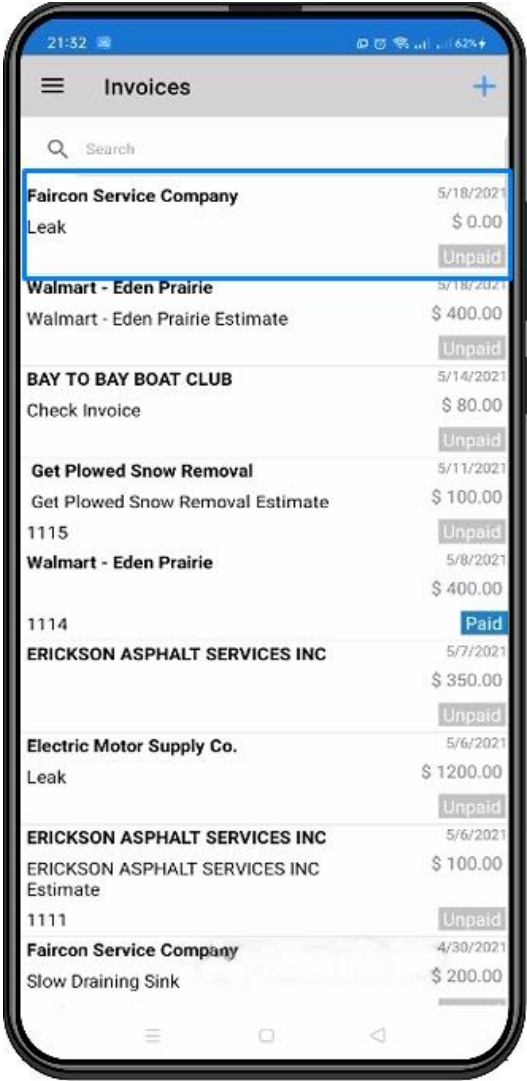 21:32
62%
Invoices
+
Search
Faircon Service Company 5/18/2021
Leak $ 0.00
Unpaid
Walmart - Eden Prairie 5/18/2021
Walmart - Eden Prairie Estimate $ 400.00
Unpaid
BAY TO BAY BOAT CLUB 5/14/2021
Check Invoice $ 80.00
Unpaid
Get Plowed Snow Removal 5/11/2021
Get Plowed Snow Removal Estimate $ 100.00
1115 Unpaid
Walmart - Eden Prairie 5/8/2021
$ 400.00
1114 Paid
ERICKSON ASPHALT SERVICES INC 5/7/2021
$ 350.00
Unpaid
Electric Motor Supply Co. 5/6/2021
Leak $ 1200.00
Unpaid
ERICKSON ASPHALT SERVICES INC 5/6/2021
ERICKSON ASPHALT SERVICES INC $ 100.00
Estimate
1111 Unpaid
Faircon Service Company 4/30/2021
Slow Draining Sink $ 200.00